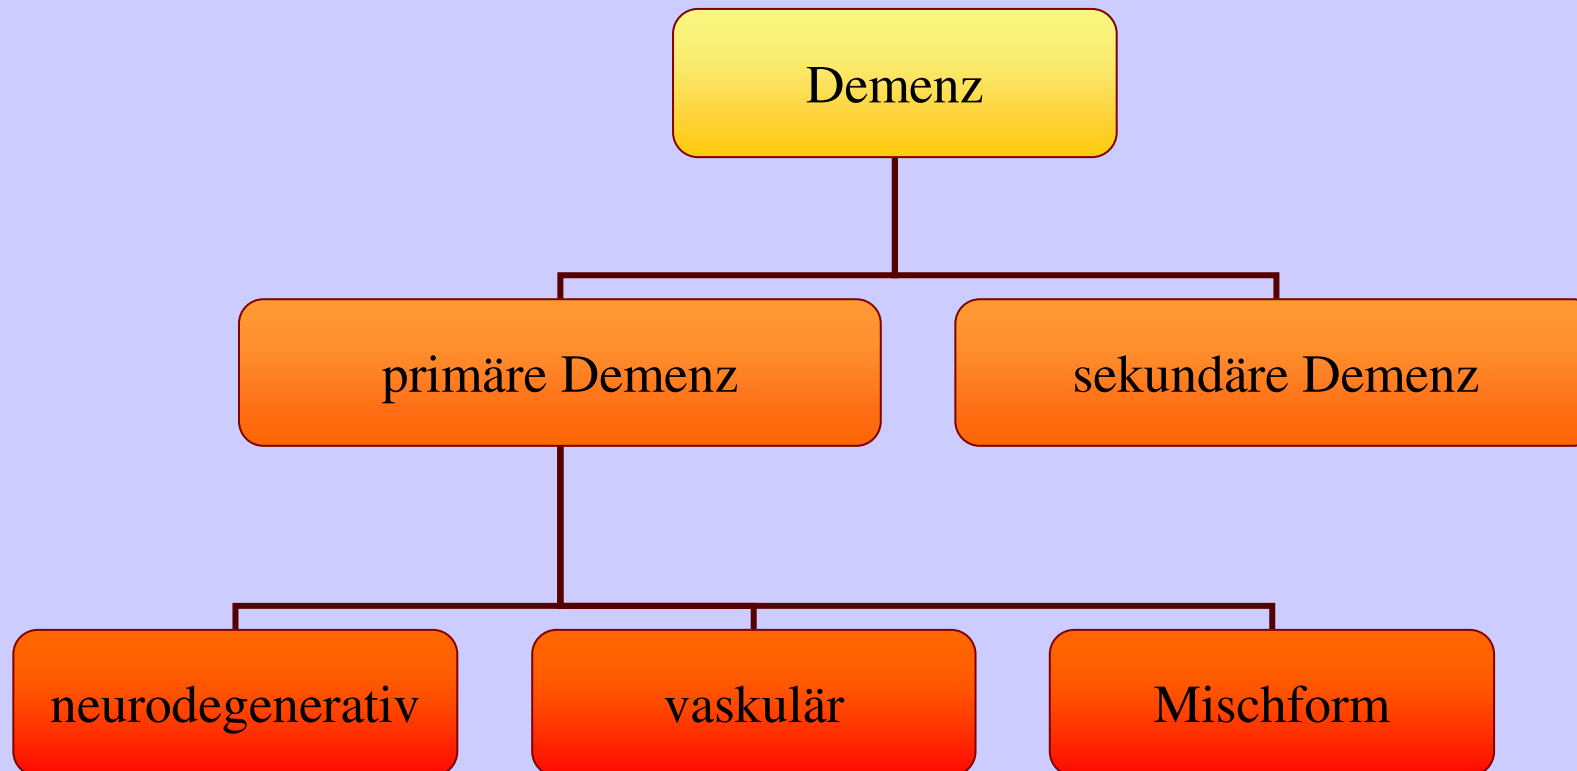 Demenz
primäre Demenz
sekundäre Demenz
neurodegenerativ
vaskulär
Mischform